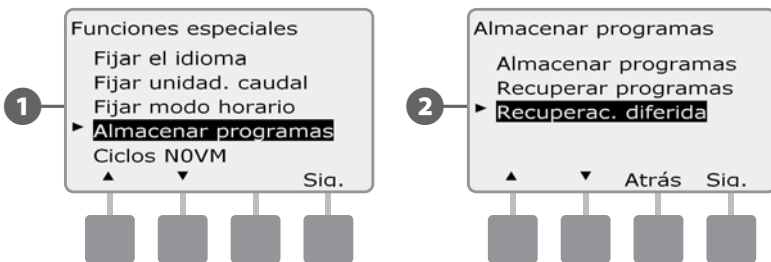 Funciones especiales
Fijar el idioma
Fijar unidad. caudal
Fijar modo horario
Almacenar programas
Ciclos N0VM
Sig.
1
Almacenar programas
Almacenar programas
Recuperar programas
Recuperac. diferida
Atrás Sig.
2